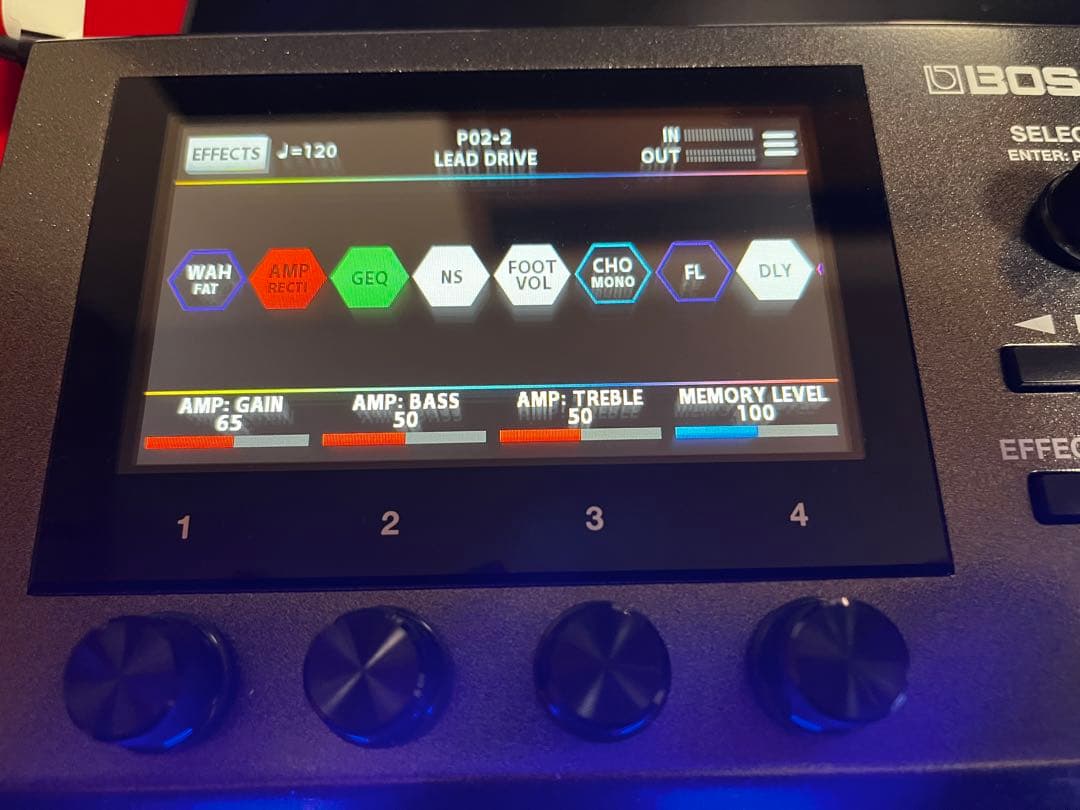 BOS
EFFECTS ♩=120
P02-2
LEAD DRIVE
IN
OUT
SELEC
ENTER: P
WAH
FAT
AMP
RECTI
GEQ
NS
FOOT
VOL
CHO
MONO
FL
DLY
AMP: GAIN
65
AMP: BASS
50
AMP: TREBLE
50
MEMORY LEVEL
100
EFFEC
1
2
3
4